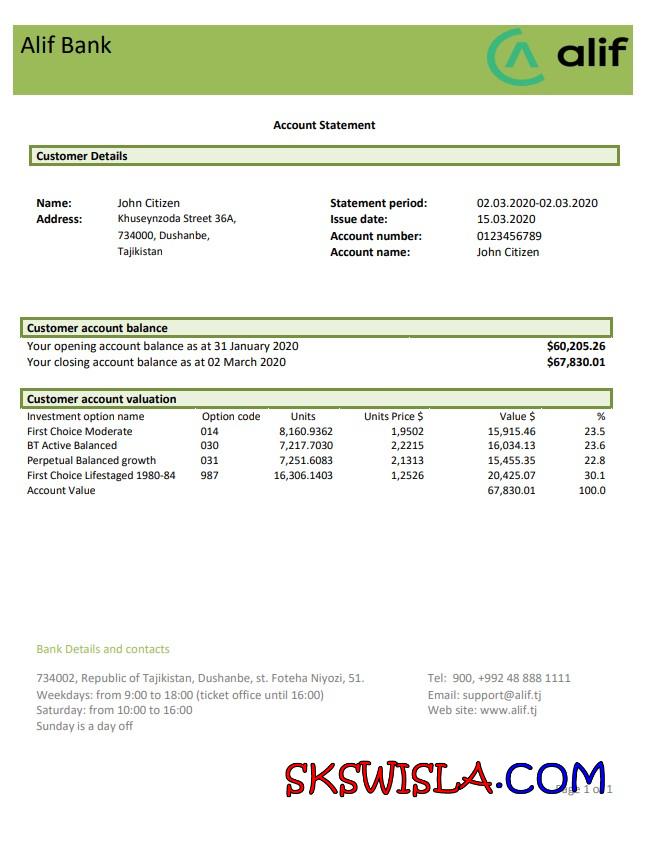 Alif Bank
alif
Account Statement
Customer Details
Name: John Citizen Statement period: 02.03.2020-02.03.2020
Address: Khuseynzoda Street 36A, Issue date: 15.03.2020
734000, Dushanbe, Account number: 0123456789
Tajikistan Account name: John Citizen
Customer account balance
Your opening account balance as at 31 January 2020 $60,205.26
Your closing account balance as at 02 March 2020 $67,830.01
Customer account valuation
Investment option name Option code Units Units Price $ Value $ %
First Choice Moderate 014 8,160.9362 1,9502 15,915.46 23.5
BT Active Balanced 030 7,217.7030 2,2215 16,034.13 23.6
Perpetual Balanced growth 031 7,251.6083 2,1313 15,455.35 22.8
First Choice Lifestaged 1980-84 987 16,306.1403 1,2526 20,425.07 30.1
Account Value 67,830.01 100.0
Bank Details and contacts
734002, Republic of Tajikistan, Dushanbe, st. Foteha Niyozi, 51. Tel: 900, +992 48 888 1111
Weekdays: from 9:00 to 18:00 (ticket office until 16:00) Email: support@alif.tj
Saturday: from 10:00 to 16:00 Web site: www.alif.tj
Sunday is a day off
SKSWISLA.COM
Page 1 of 1